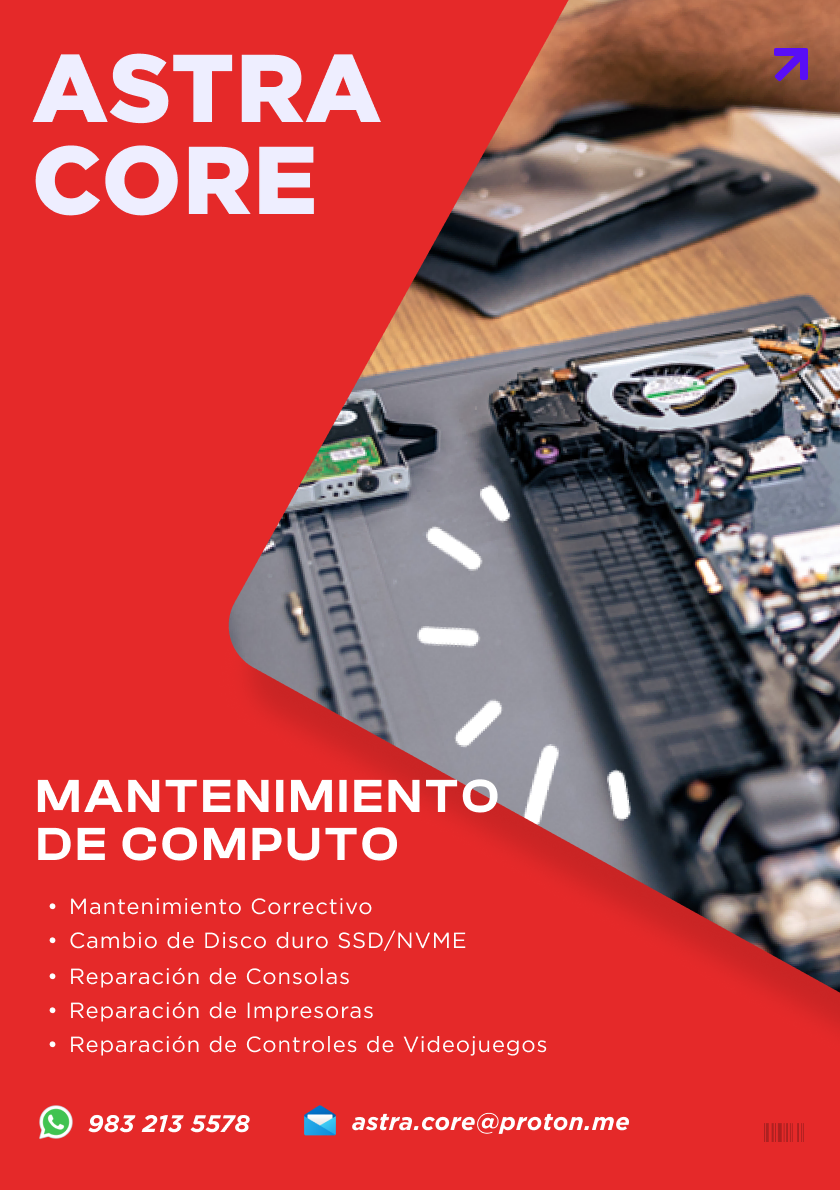 ASTRA
CORE
MANTENIMIENTO
DE COMPUTO
• Mantenimiento Correctivo
• Cambio de Disco duro SSD/NVME
• Reparación de Consolas
• Reparación de Impresoras
• Reparación de Controles de Videojuegos
983 213 5578
astra.core@proton.me